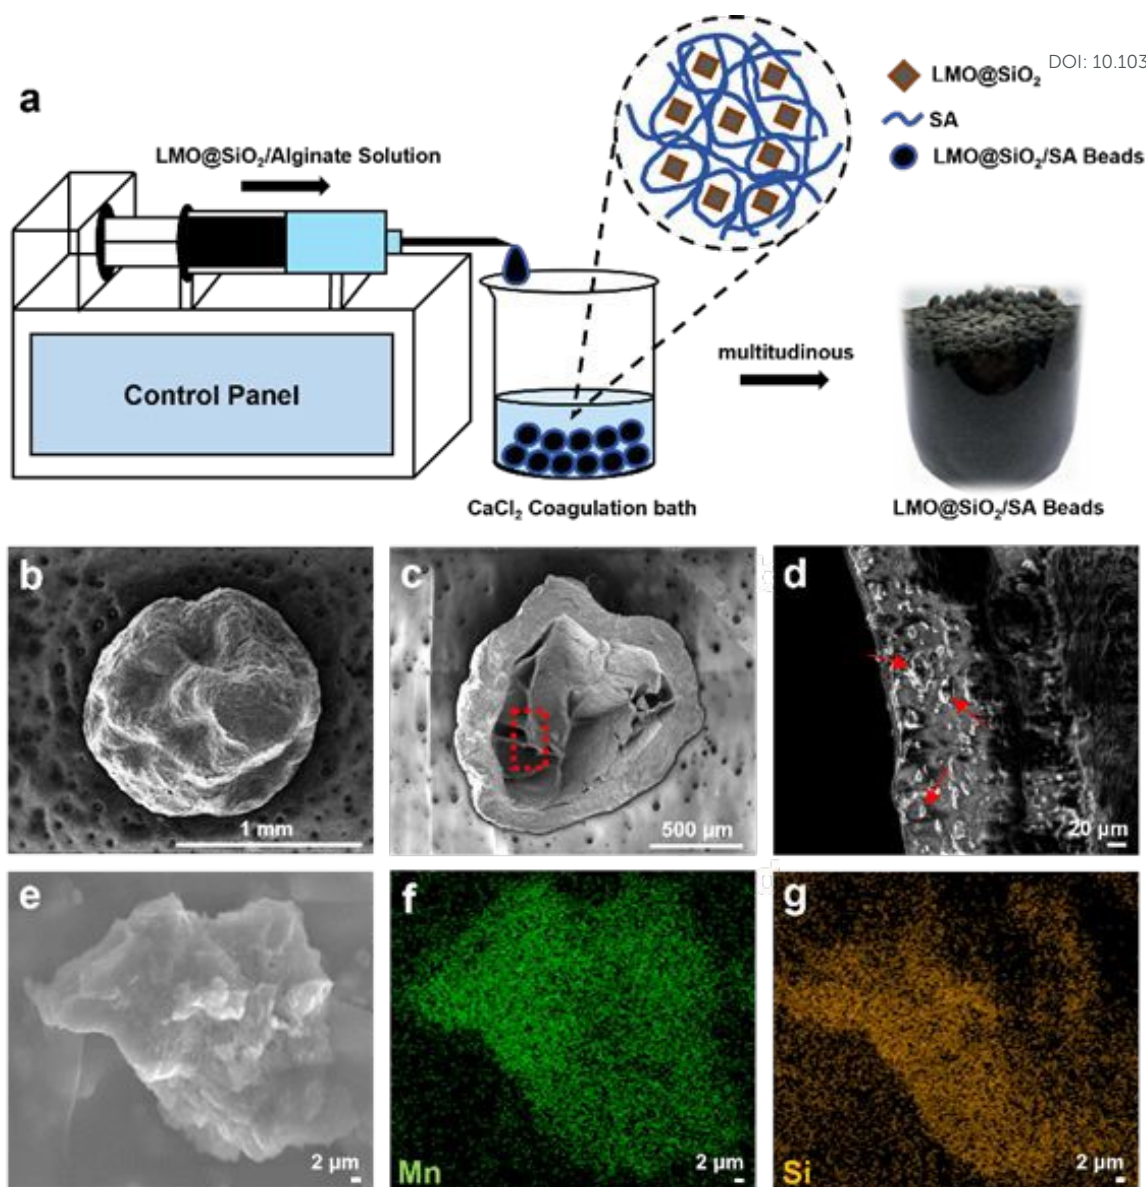 a
DOI: 10.103
LMO@SiO₂
SA
LMO@SiO₂/SA Beads
LMO@SiO₂/Alginate Solution
Control Panel
multitudinous
CaCl₂ Coagulation bath
LMO@SiO₂/SA Beads
b
1 mm
c
500 µm
d
20 µm
e
2 µm
f
Mn
2 µm
g
Si
2 µm